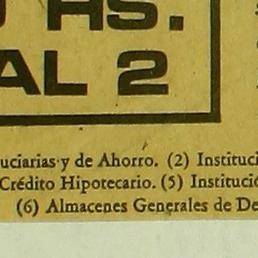 HS.
AL 2
uciarias y de Ahorro. (2) Instituci
Crédito Hipotecario. (5) Institució
(6) Almacenes Generales de De